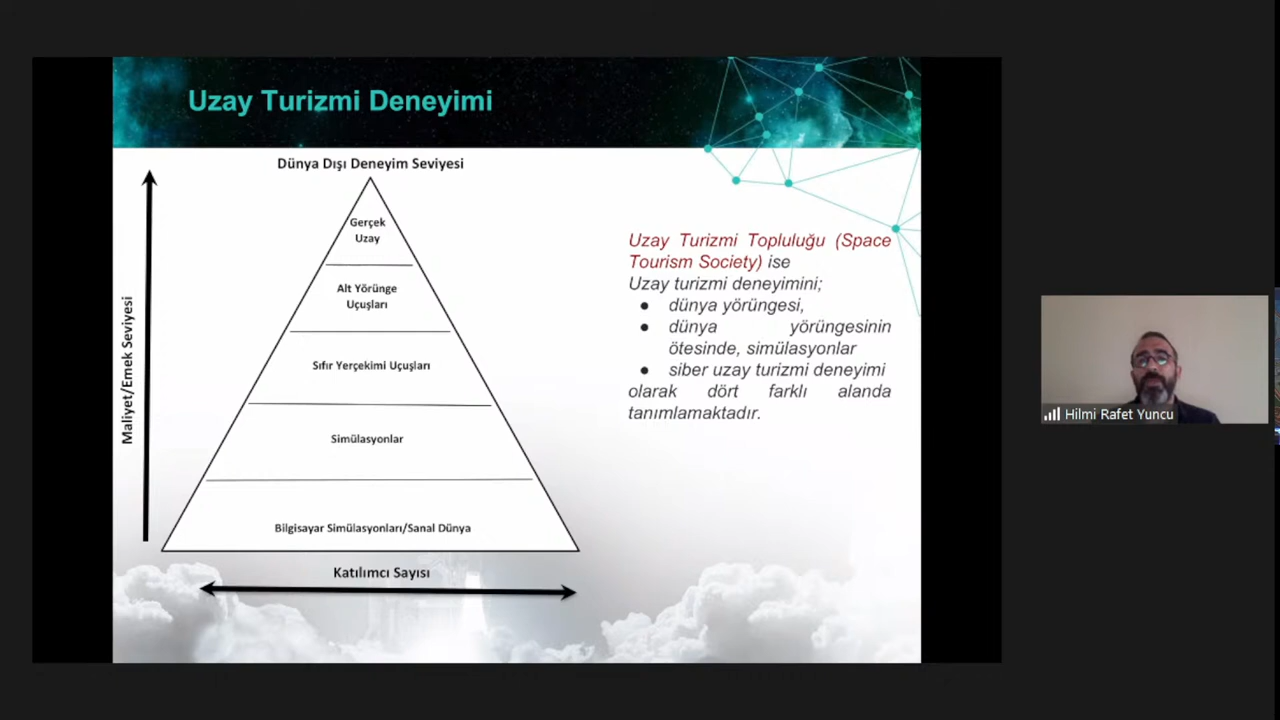 Uzay Turizmi Deneyimi
Dünya Dışı Deneyim Seviyesi
Gerçek
Uzay
Alt Yörünge
Uçuşları
Sıfır Yerçekimi Uçuşları
Simülasyonlar
Bilgisayar Simülasyonları/Sanal Dünya
Maliyet/Emek Seviyesi
Katılımcı Sayısı
Uzay Turizmi Topluluğu (Space
Tourism Society) ise
Uzay turizmi deneyimini;
● dünya yörüngesi,
● dünya yörüngesinin
ötesinde, simülasyonlar
● siber uzay turizmi deneyimi
olarak dört farklı alanda
tanımlamaktadır.
Hilmi Rafet Yuncu